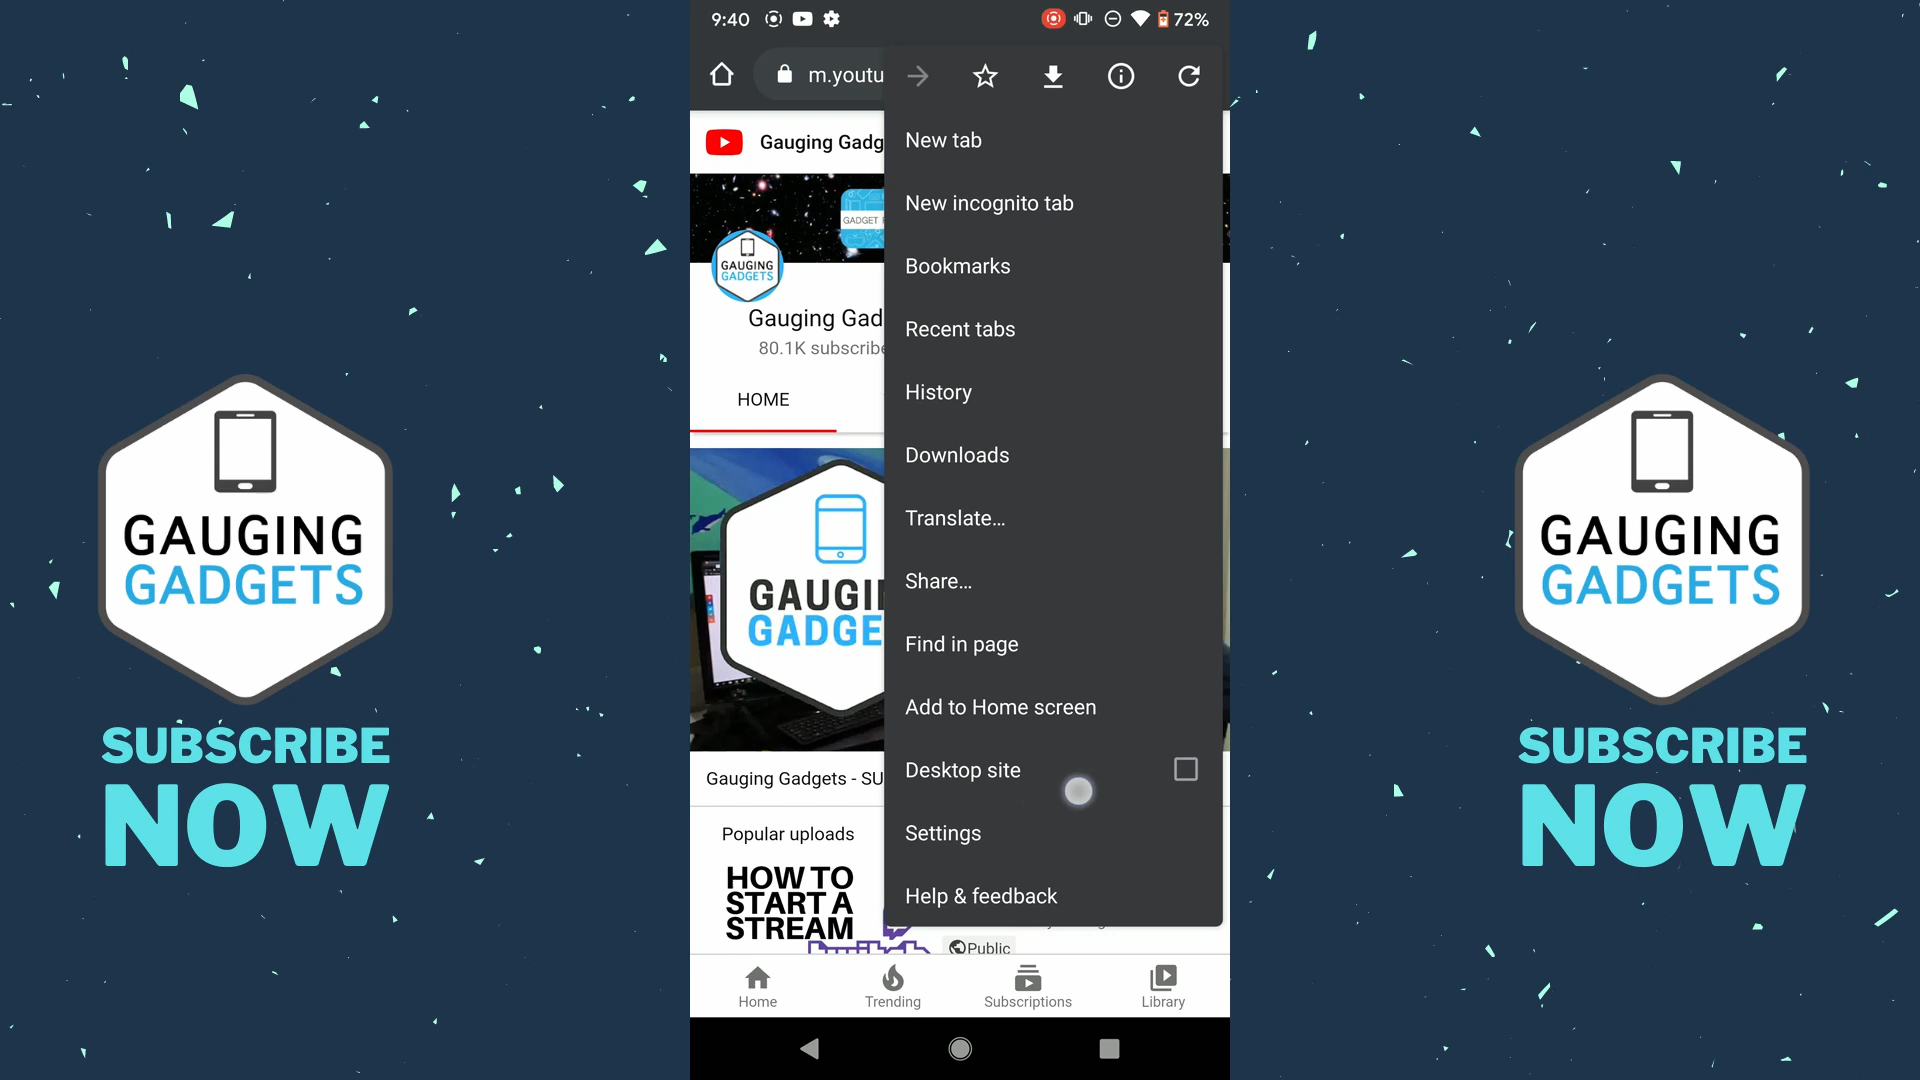 9:40
72%
m.youtu
Gauging Gadg
GADGET
GAUGING
GADGETS
Gauging Gad
80.1K subscribe
HOME
GAUGI
GADGE
Gauging Gadgets - SU
Popular uploads
HOW TO
START A
STREAM
Public
New tab
New incognito tab
Bookmarks
Recent tabs
History
Downloads
Translate…
Share…
Find in page
Add to Home screen
Desktop site
Settings
Help & feedback
Home
Trending
Subscriptions
Library
GAUGING
GADGETS
SUBSCRIBE
NOW
GAUGING
GADGETS
SUBSCRIBE
NOW